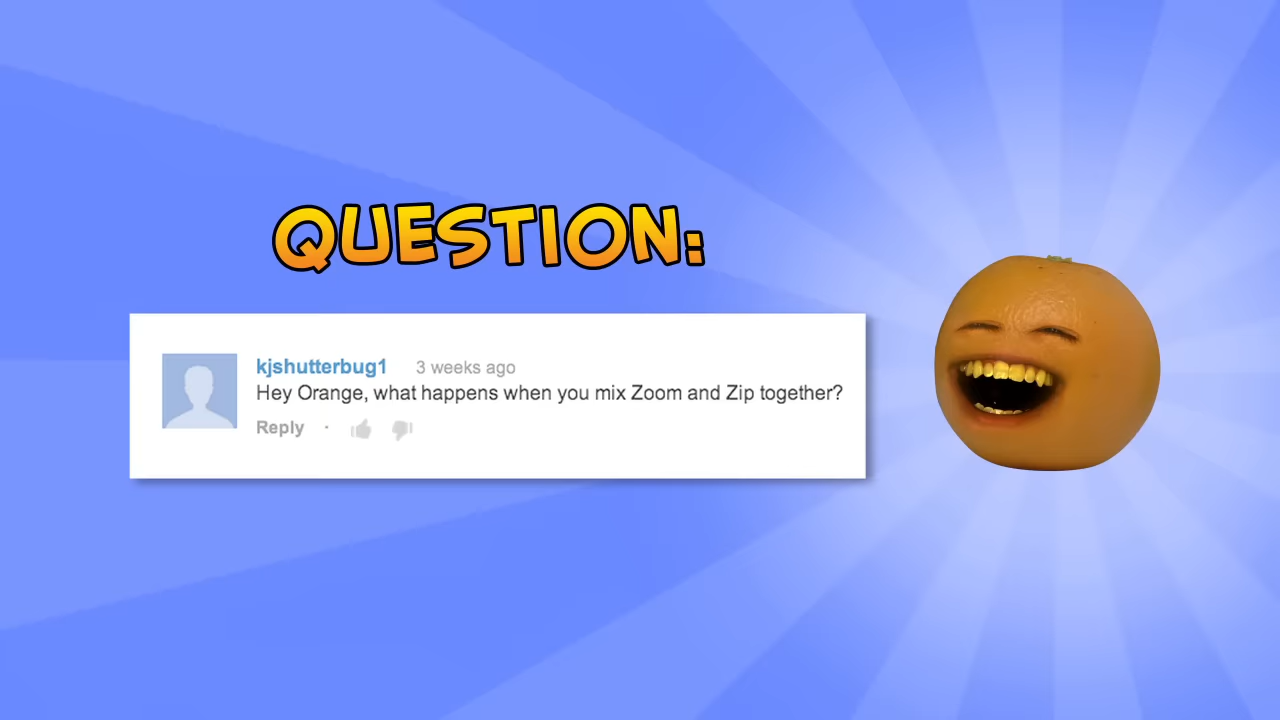 QUESTION:
kjshutterbug1 3 weeks ago
Hey Orange, what happens when you mix Zoom and Zip together?
Reply ·